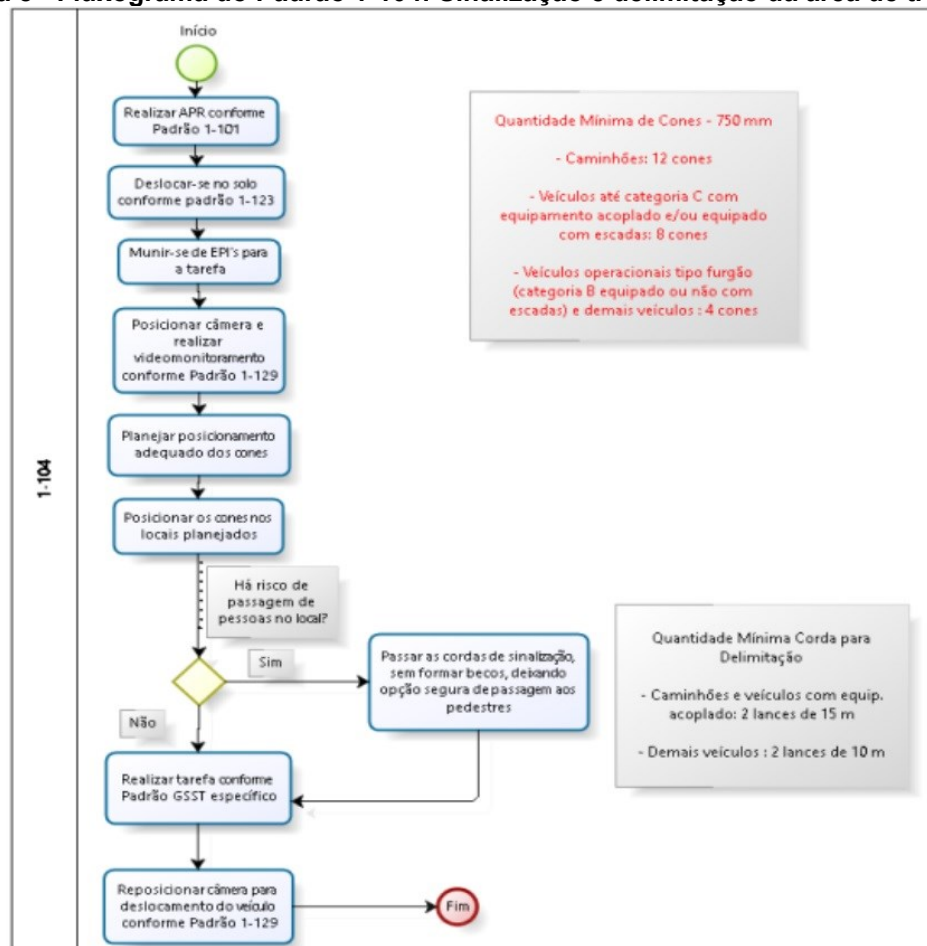 Início
Realizar APR conforme
Padrão 1-101
Deslocar-se no solo
conforme padrão 1-123
Munir-se de EPI's para
a tarefa
Posicionar câmera e
realizar
videomonitoramento
conforme Padrão 1-129
Planejar posicionamento
adequado dos cones
Posicionar os cones nos
locais planejados
Há risco de
passagem de
pessoas no local?
Sim
Não
Passar as cordas de sinalização,
sem formar becos, deixando
opção segura de passagem aos
pedestres
Realizar tarefa conforme
Padrão GSST específico
Reposicionar câmera para
deslocamento do veículo
conforme Padrão 1-129
Fim
1-104
Quantidade Mínima de Cones - 750 mm
- Caminhões: 12 cones
- Veículos até categoria C com
equipamento acoplado e/ou equipado
com escadas: 8 cones
- Veículos operacionais tipo furgão
(categoria B equipado ou não com
escadas) e demais veículos : 4 cones
Quantidade Mínima Corda para
Delimitação
- Caminhões e veículos com equip.
acoplado: 2 lances de 15 m
- Demais veículos : 2 lances de 10 m